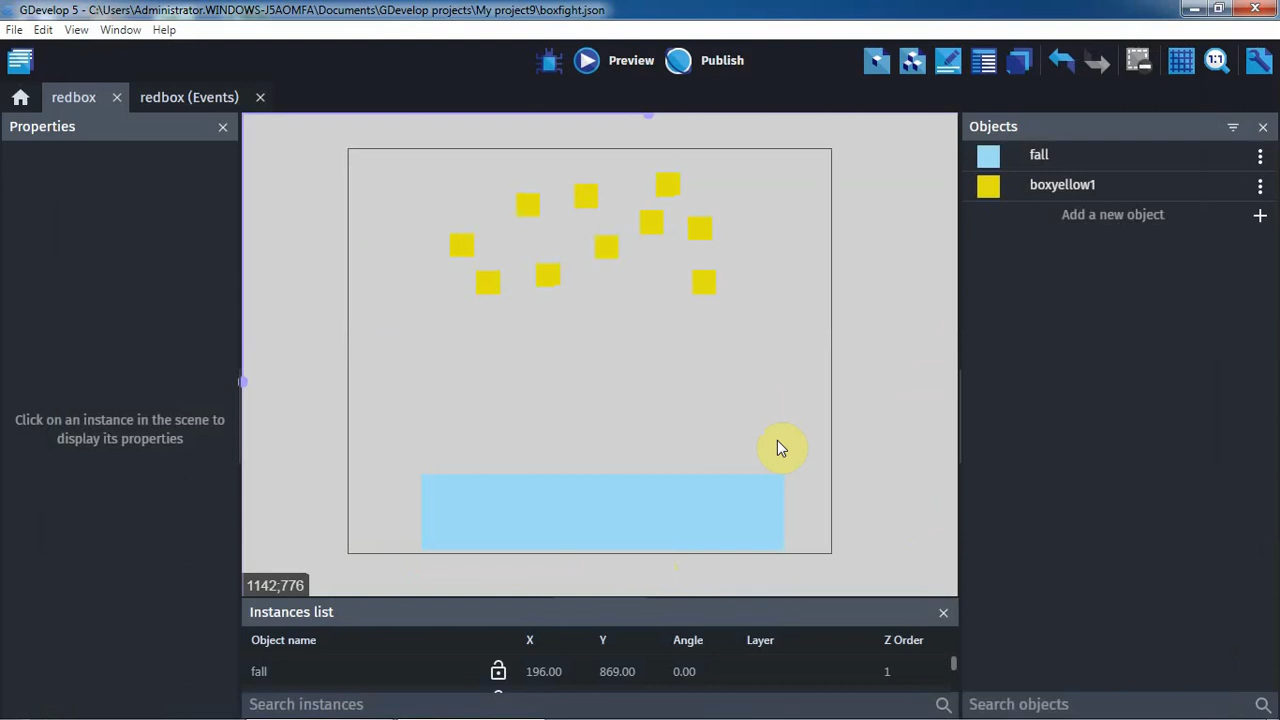 GDevelop 5 - C:\Users\Administrator.WINDOWS-J5AOMFA\Documents\GDevelop projects\My project9\boxfight.json
File Edit View Window Help
Preview Publish
1:1
redbox redbox (Events)
Properties
Objects
fall
boxyellow1
Add a new object
Click on an instance in the scene to
display its properties
1142;776
Instances list
Object name X Y Angle Layer Z Order
fall 196.00 869.00 0.00 1
Search instances
Search objects